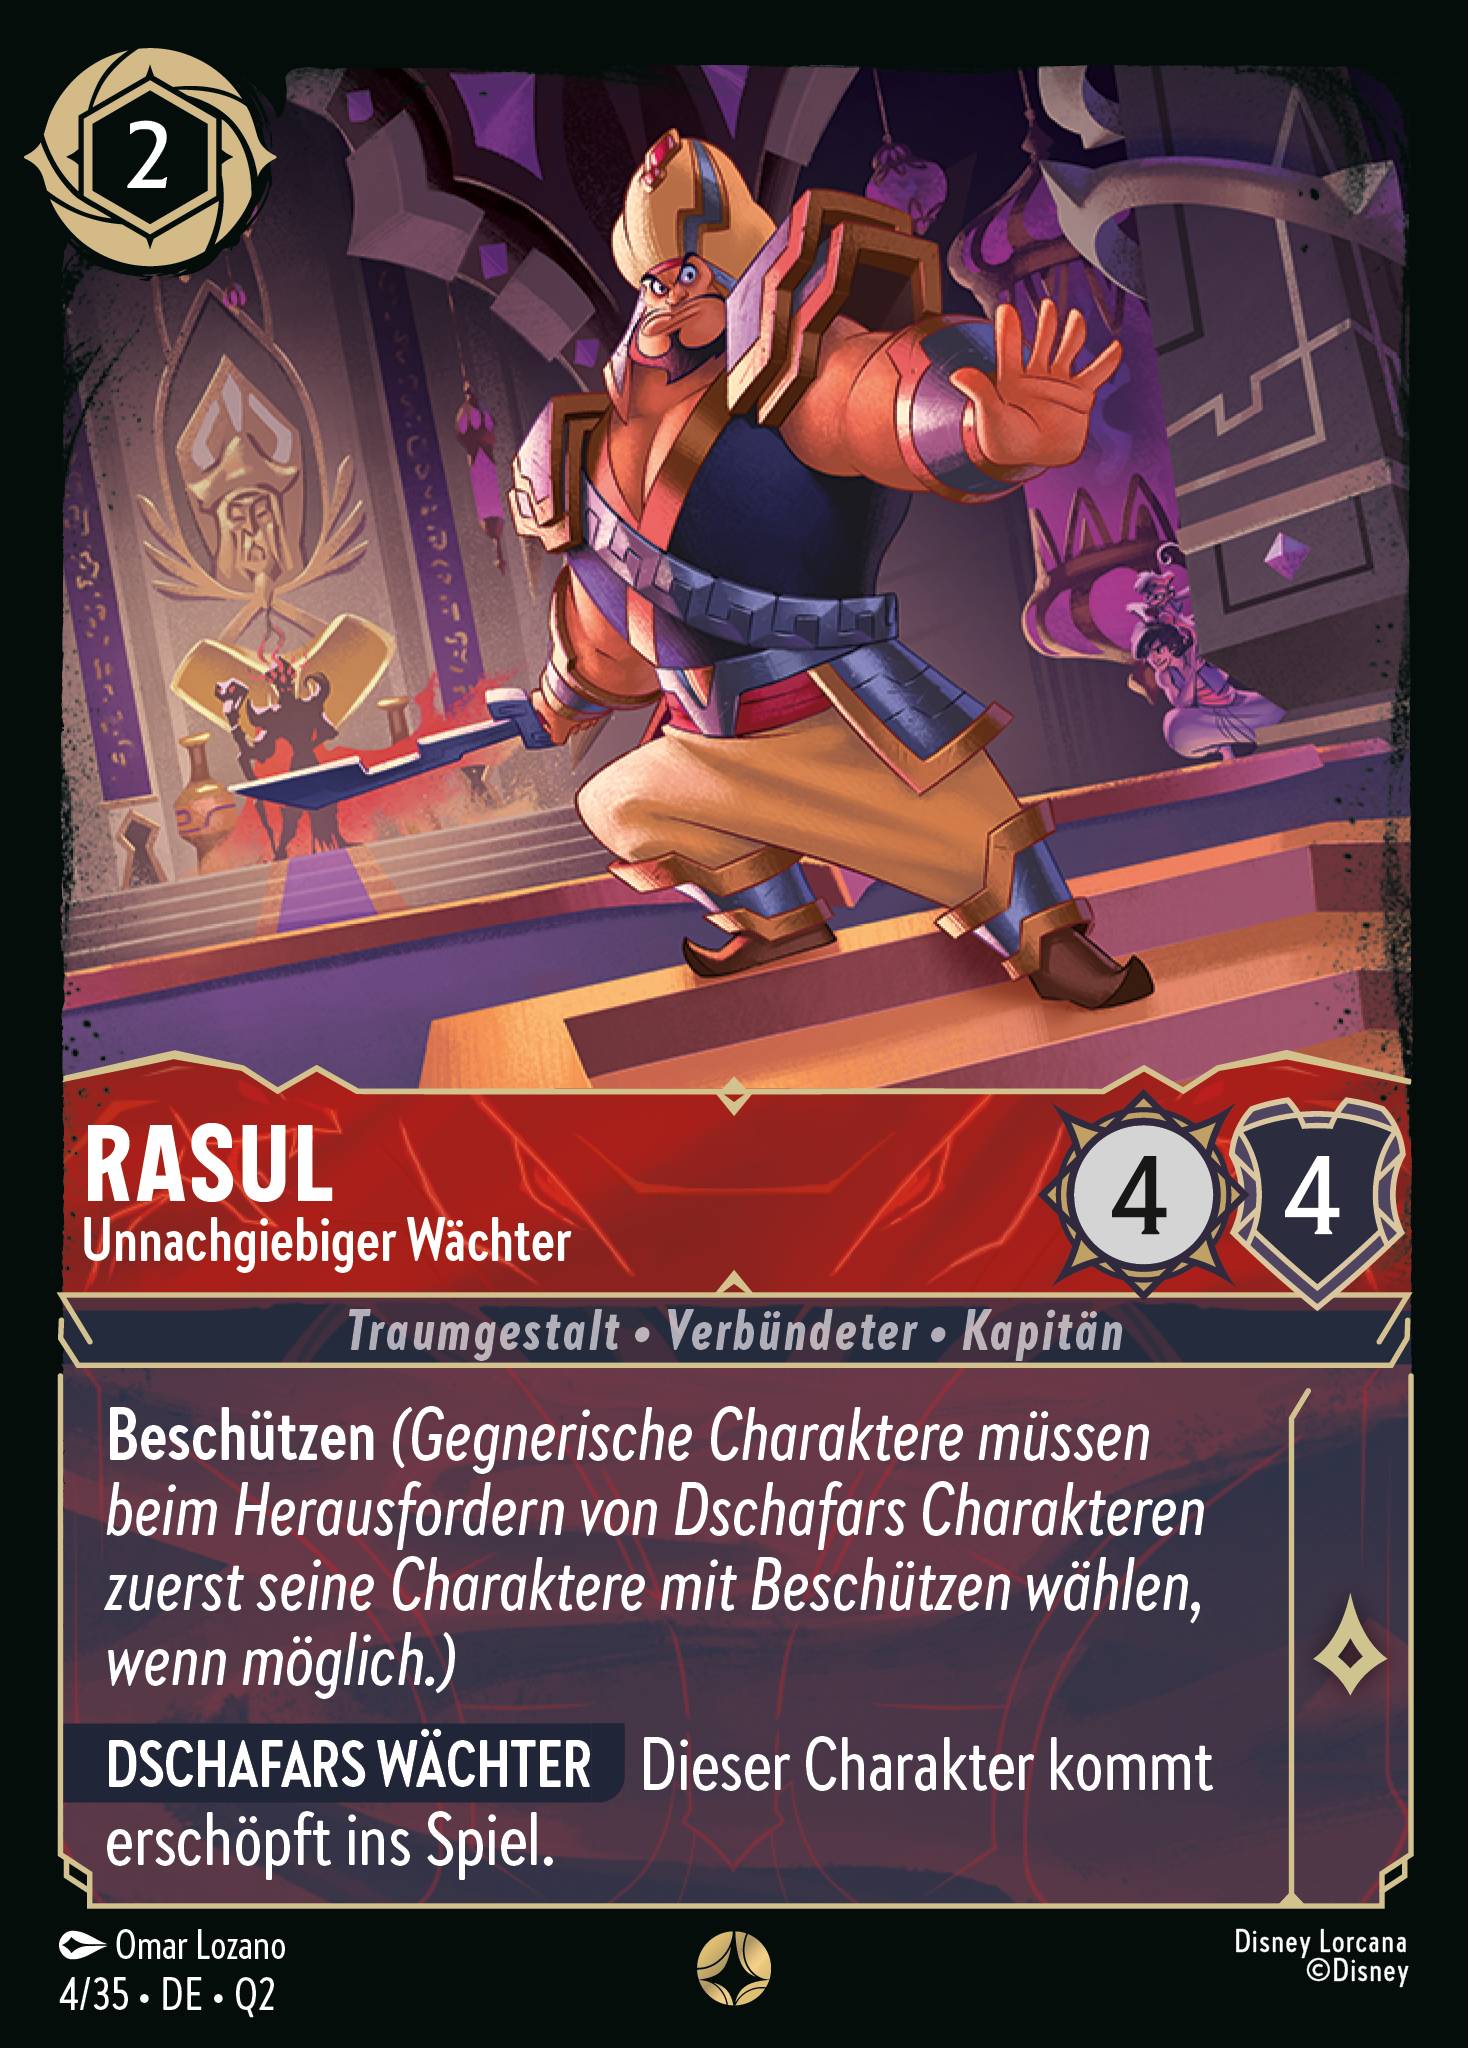 2
RASUL
Unnachgiebiger Wächter
4
4
Traumgestalt • Verbündeter • Kapitän
Beschützen (Gegnerische Charaktere müssen
beim Herausfordern von Dschafars Charakteren
zuerst seine Charaktere mit Beschützen wählen,
wenn möglich.)
DSCHAFARS WÄCHTER Dieser Charakter kommt
erschöpft ins Spiel.
Omar Lozano
4/35 • DE • Q2
Disney Lorcana
©Disney